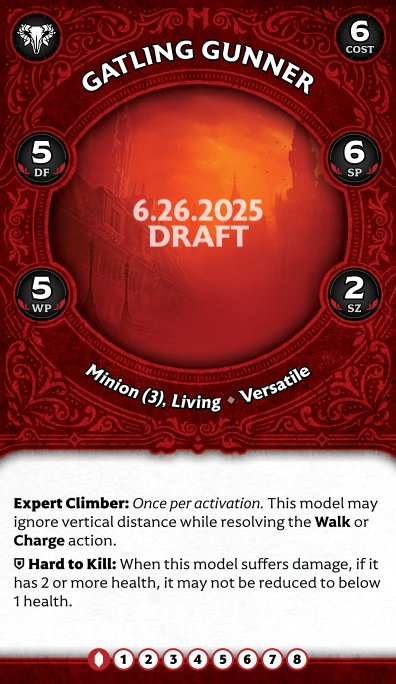 6
COST
GATLING GUNNER
5
DF
6
SP
6.26.2025
DRAFT
5
WP
2
SZ
Minion (3), Living ♦ Versatile
Expert Climber: Once per activation. This model may
ignore vertical distance while resolving the Walk or
Charge action.
Hard to Kill: When this model suffers damage, if it
has 2 or more health, it may not be reduced to below
1 health.
1 2 3 4 5 6 7 8